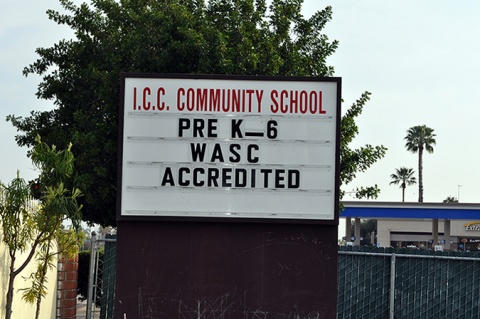 I.C.C. COMMUNITY SCHOOL
PRE K-6
WASC
ACCREDITED